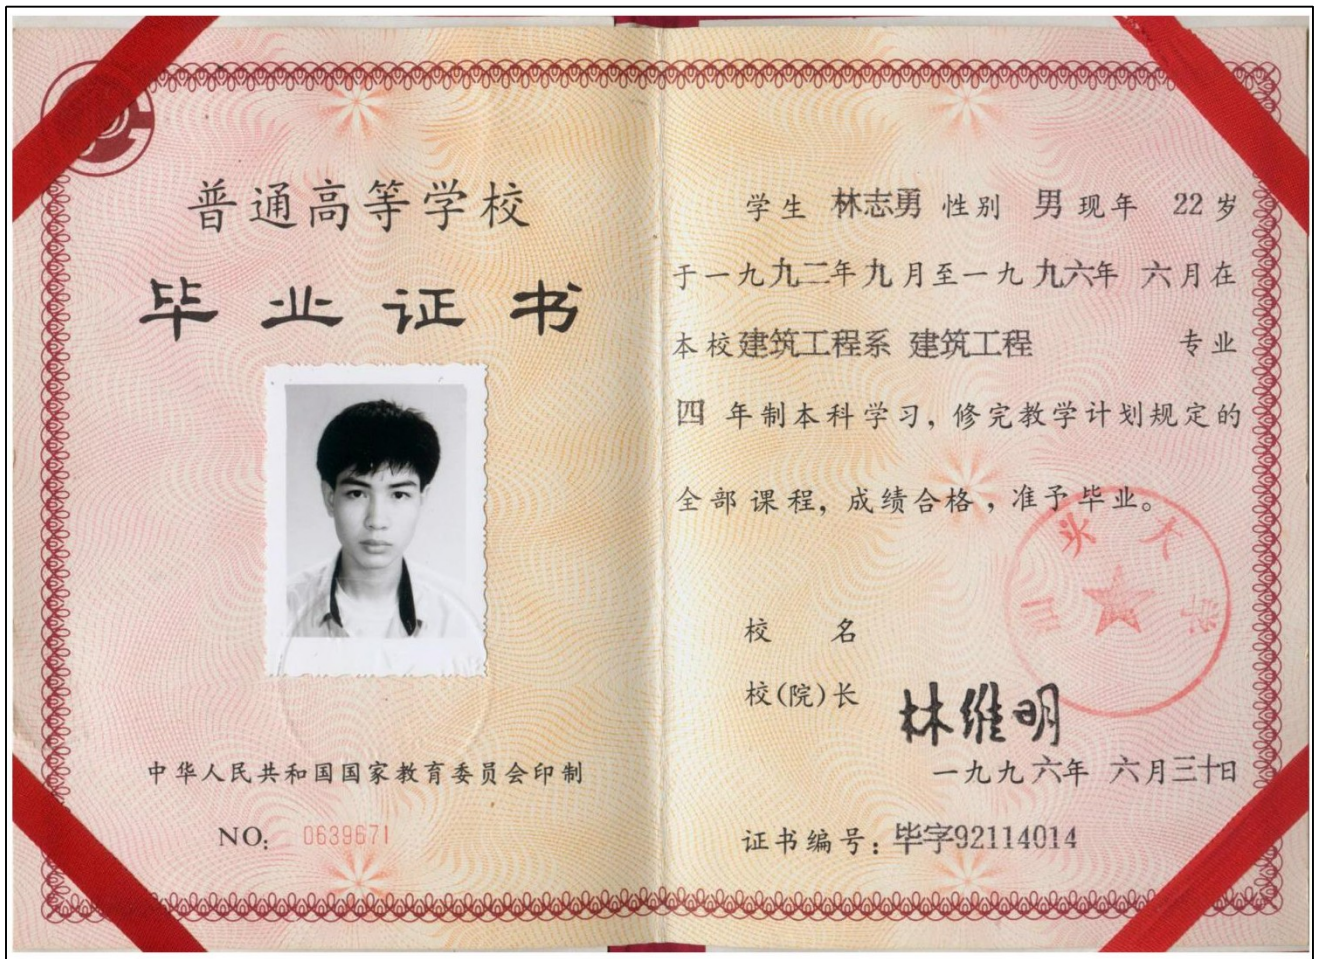 普通高等学校
毕业证书
中华人民共和国国家教育委员会印制
NO: 0639671
学生 林志勇 性别 男 现年 22 岁
于一九九二年九月至一九九六年 六月在
本校建筑工程系 建筑工程 专业
四 年制本科学习，修完教学计划规定的
全部课程，成绩合格，准予毕业。
汕头大学
校 名
校(院)长 林维明
一九九六年 六月三十日
证书编号：毕字92114014